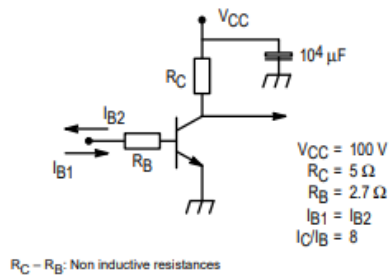 VCC
10⁴ µF
RC
IB2
IB1
RB
VCC = 100 V
RC = 5 Ω
RB = 2.7 Ω
IB1 = IB2
IC/IB = 8
RC – RB: Non inductive resistances